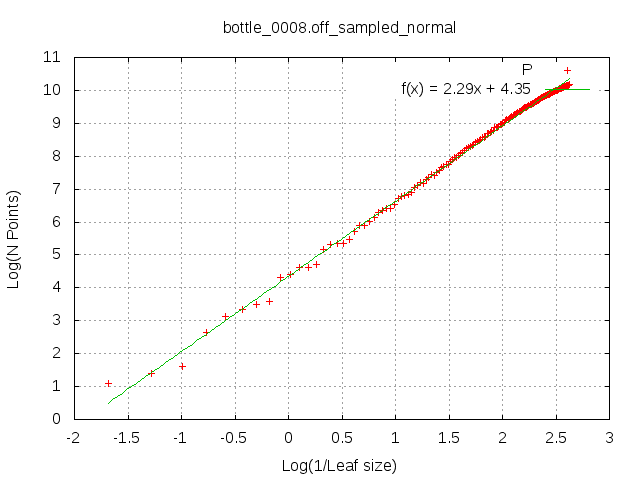 bottle_0008.off_sampled_normal
11
10
9
8
7
6
5
4
3
2
1
0
P
f(x) = 2.29x + 4.35
Log(N Points)
-2 -1.5 -1 -0.5 0 0.5 1 1.5 2 2.5 3
Log(1/Leaf size)